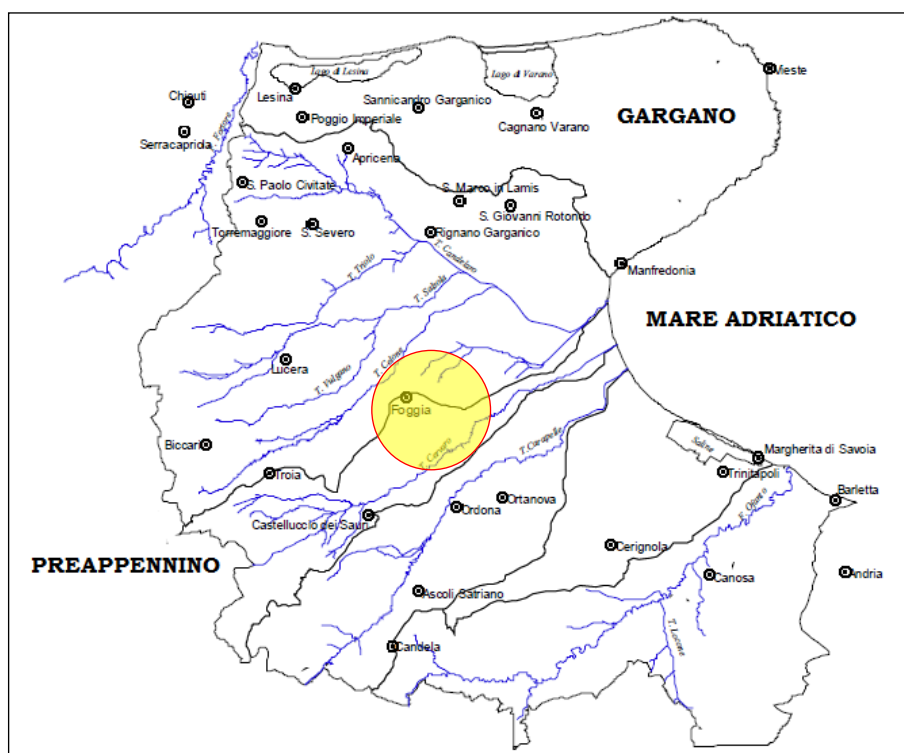 Lago di Lesina
Lago di Varano
Vieste
Lesina
Chieuti
Sannicandro Garganico
Poggio Imperiale
Cagnano Varano
GARGANO
Serracapriola
F. Fortore
Apricena
S. Paolo Civitate
S. Marco in Lamis
S. Giovanni Rotondo
Torremaggiore
S. Severo
Rignano Garganico
T. Candelaro
T. Triolo
Manfredonia
T. Salsola
MARE ADRIATICO
Lucera
T. Vulgano
T. Celone
Foggia
Biccari
T. Cervaro
T. Carapelle
Saline
Margherita di Savoia
Troia
Trinitapoli
Ortanova
Barletta
Ordona
F. Ofanto
Castelluccio dei Sauri
PREAPPENNINO
Cerignola
Canosa
Andria
Ascoli Satriano
T. Locone
Candela